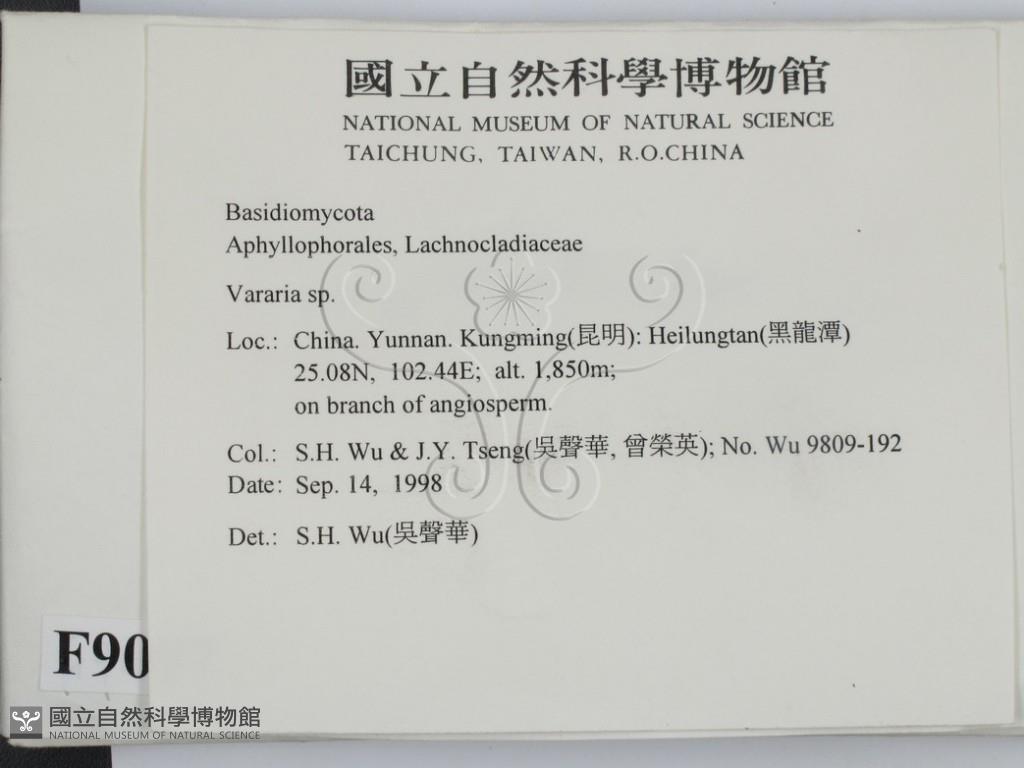 國立自然科學博物館
NATIONAL MUSEUM OF NATURAL SCIENCE
TAICHUNG, TAIWAN, R.O.CHINA
Basidiomycota
Aphyllophorales, Lachnocladiaceae
Vararia sp.
Loc.: China. Yunnan. Kungming(昆明): Heilungtan(黑龍潭)
25.08N, 102.44E; alt. 1,850m;
on branch of angiosperm.
Col.: S.H. Wu & J.Y. Tseng(吳聲華, 曾榮英); No. Wu 9809-192
Date: Sep. 14, 1998
Det.: S.H. Wu(吳聲華)
F90
國立自然科學博物館
NATIONAL MUSEUM OF NATURAL SCIENCE